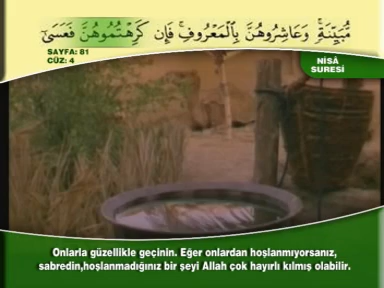 مُّبَيِّنَةٍۚ وَعَاشِرُوهُنَّ بِالْمَعْرُوفِۚ فَإِن كَرِهْتُمُوهُنَّ فَعَسَىٰٓ
SAYFA: 81
CÜZ: 4
NİSÂ
SURESİ
Onlarla güzellikle geçinin. Eğer onlardan hoşlanmıyorsanız,
sabredin,hoşlanmadığınız bir şeyi Allah çok hayırlı kılmış olabilir.